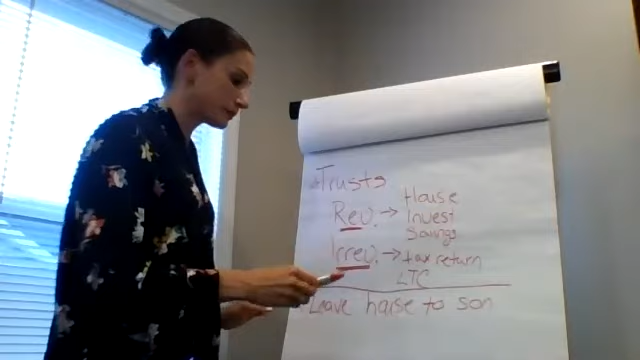 Trusts
Rev. → House
Invest
Savings
Irrev. → tax return
LTC
Leave house to son